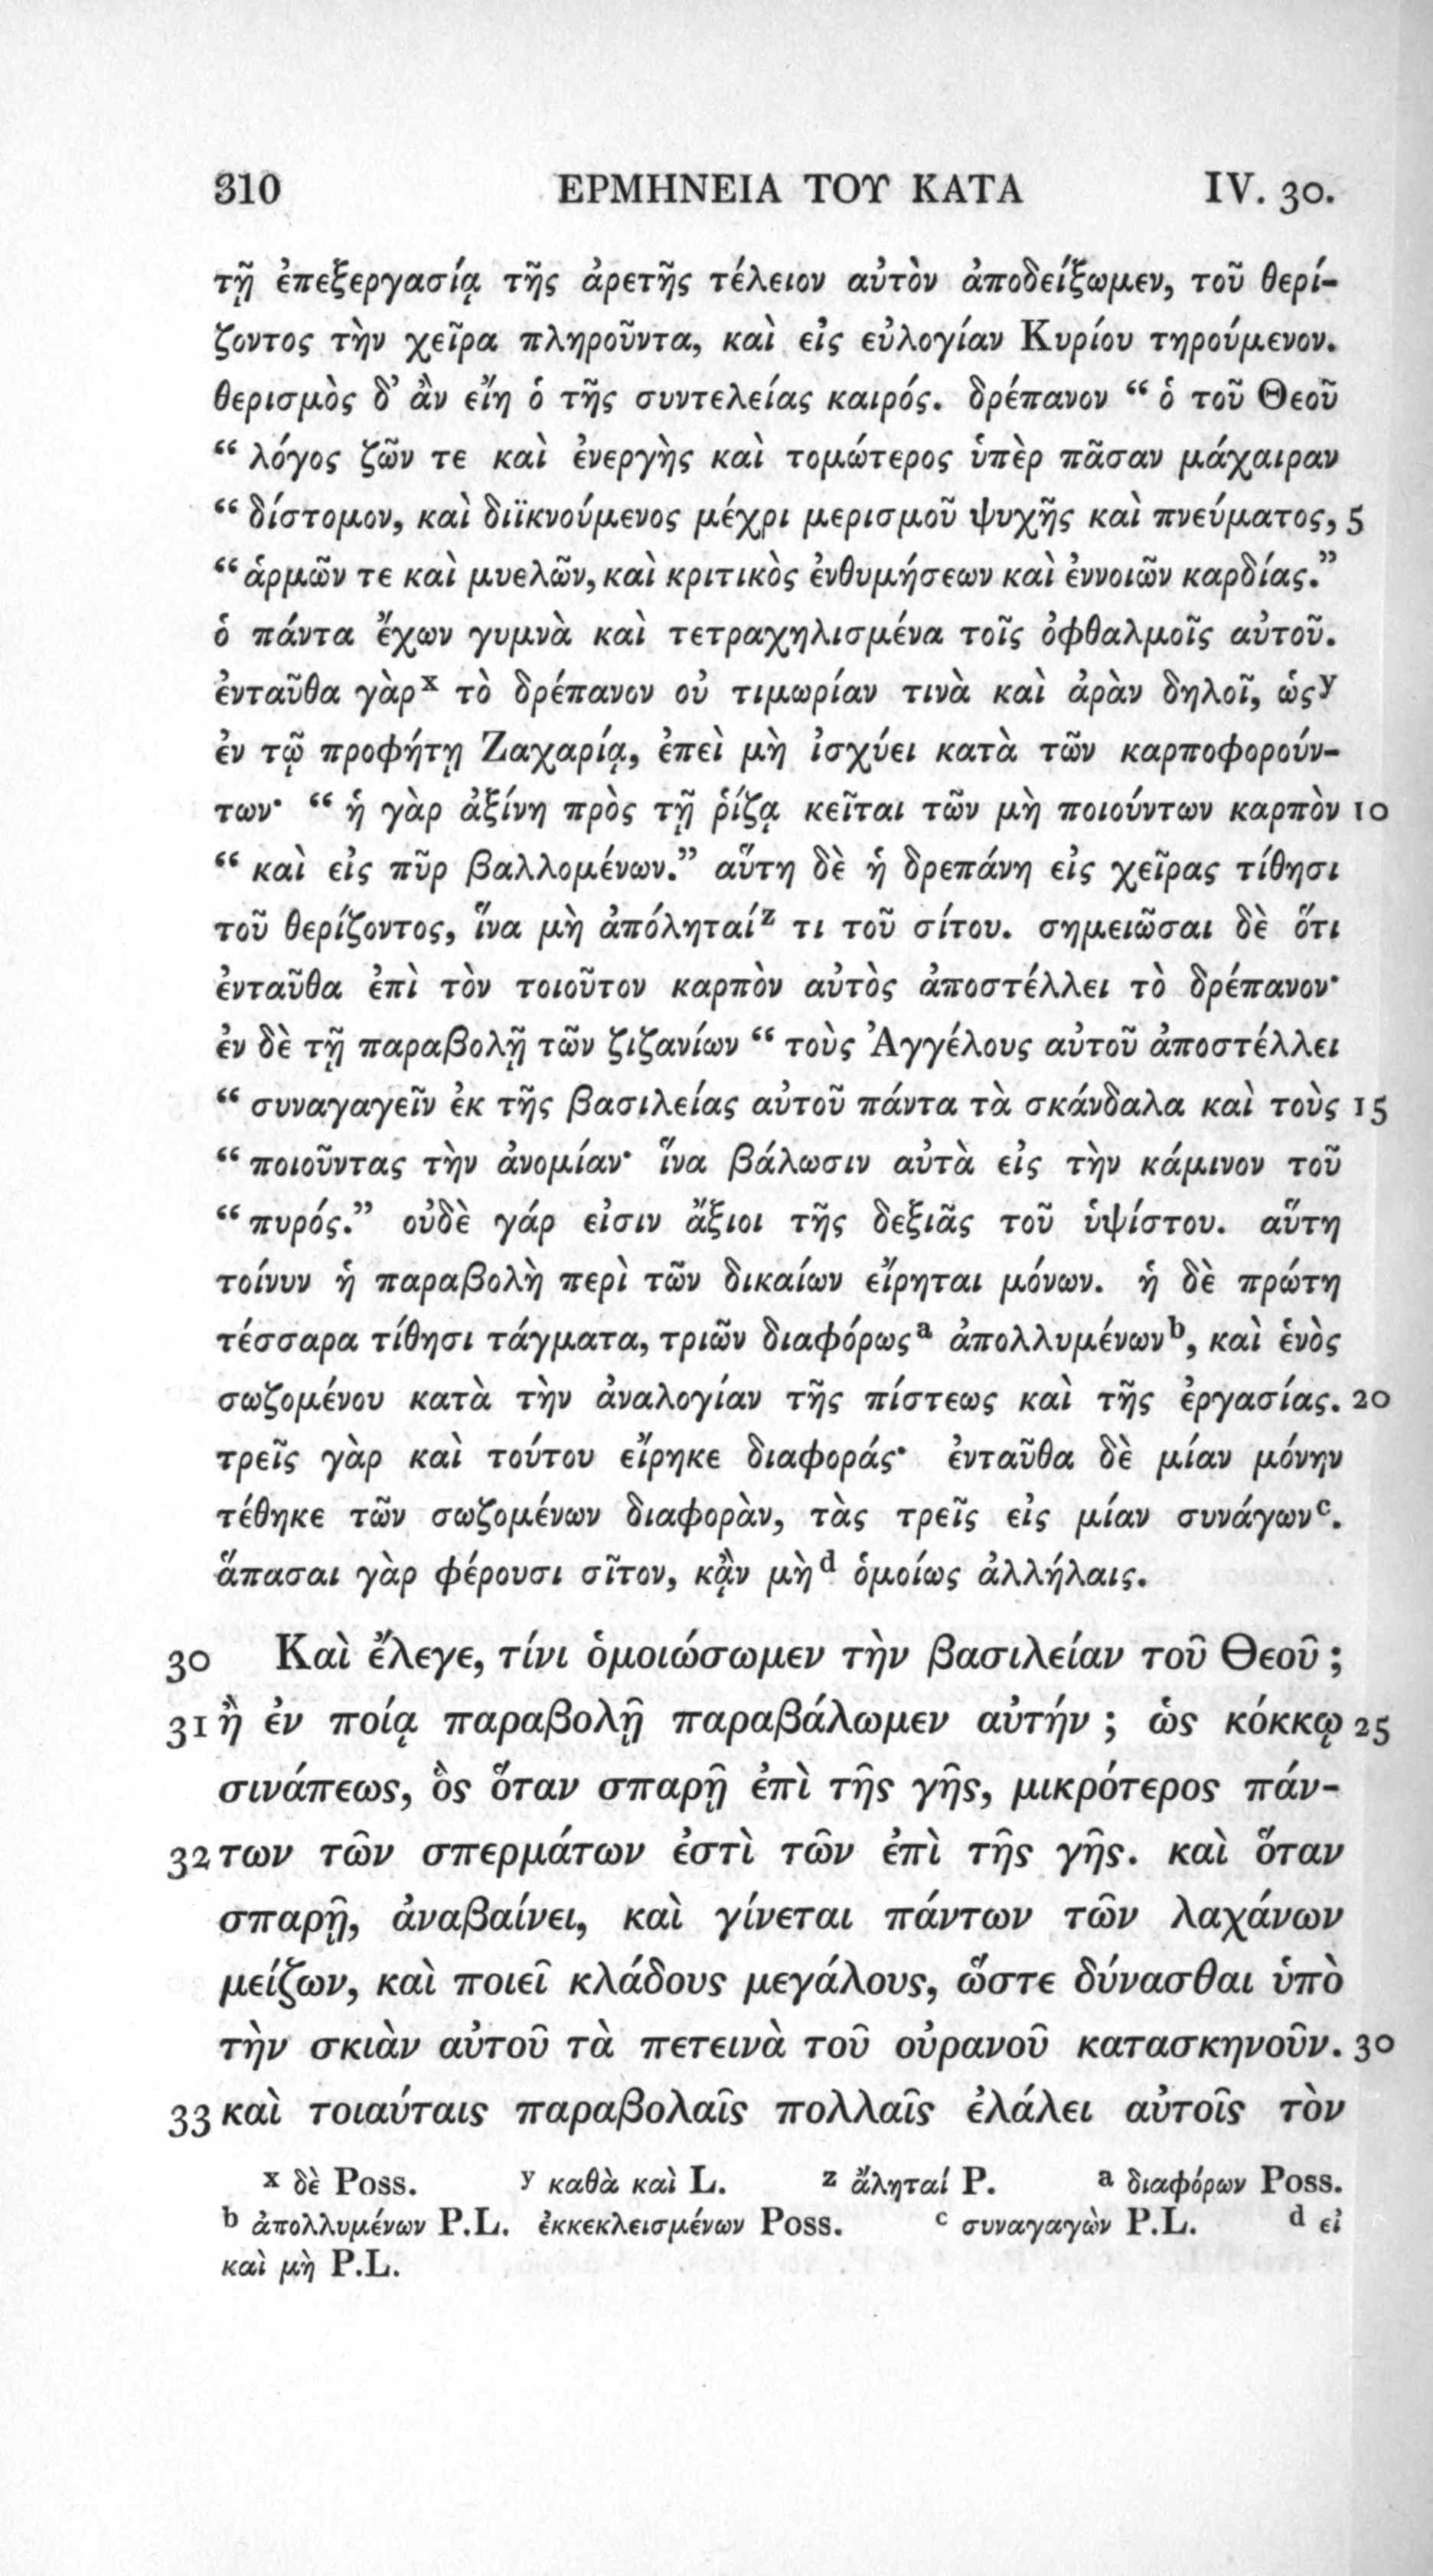 310 ΕΡΜΗΝΕΙΑ ΤΟΥ ΚΑΤΑ IV. 30.
τῇ ἐπεξεργασίᾳ τῆς ἀρετῆς τέλειον αὐτὸν ἀποδείξωμεν, τοῦ θερί-
ζοντος τὴν χεῖρα πληροῦντα, καὶ εἰς εὐλογίαν Κυρίου τηρούμενον.
θερισμὸς δ’ ἂν εἴη ὁ τῆς συντελείας καιρός. δρέπανον “ ὁ τοῦ Θεοῦ
“ λόγος ζῶν τε καὶ ἐνεργὴς καὶ τομώτερος ὑπὲρ πᾶσαν μάχαιραν
“ δίστομον, καὶ διϊκνούμενος μέχρι μερισμοῦ ψυχῆς καὶ πνεύματος, 5
“ ἁρμῶν τε καὶ μυελῶν, καὶ κριτικὸς ἐνθυμήσεων καὶ ἐννοιῶν καρδίας.”
ὁ πάντα ἔχων γυμνὰ καὶ τετραχηλισμένα τοῖς ὀφθαλμοῖς αὐτοῦ.
ἐνταῦθα γὰρ x τὸ δρέπανον οὐ τιμωρίαν τινὰ καὶ ἀρὰν δηλοῖ, ὡς y
ἐν τῷ προφήτῃ Ζαχαρίᾳ, ἐπεὶ μὴ ἰσχύει κατὰ τῶν καρποφορούν-
των· “ ἡ γὰρ ἀξίνη πρὸς τῇ ῥίζᾳ κεῖται τῶν μὴ ποιούντων καρπὸν 10
“ καὶ εἰς πῦρ βαλλομένων.” αὕτη δὲ ἡ δρεπάνη εἰς χεῖρας τίθησι
τοῦ θερίζοντος, ἵνα μὴ ἀπόληταί z τι τοῦ σίτου. σημειῶσαι δὲ ὅτι
ἐνταῦθα ἐπὶ τὸν τοιοῦτον καρπὸν αὐτὸς ἀποστέλλει τὸ δρέπανον·
ἐν δὲ τῇ παραβολῇ τῶν ζιζανίων “ τοὺς Ἀγγέλους αὐτοῦ ἀποστέλλει
“ συναγαγεῖν ἐκ τῆς βασιλείας αὐτοῦ πάντα τὰ σκάνδαλα καὶ τοὺς 15
“ ποιοῦντας τὴν ἀνομίαν· ἵνα βάλωσιν αὐτὰ εἰς τὴν κάμινον τοῦ
“ πυρός.” οὐδὲ γάρ εἰσιν ἄξιοι τῆς δεξιᾶς τοῦ ὑψίστου. αὕτη
τοίνυν ἡ παραβολὴ περὶ τῶν δικαίων εἴρηται μόνων. ἡ δὲ πρώτη
τέσσαρα τίθησι τάγματα, τριῶν διαφόρως a ἀπολλυμένων b, καὶ ἑνὸς
σωζομένου κατὰ τὴν ἀναλογίαν τῆς πίστεως καὶ τῆς ἐργασίας. 20
τρεῖς γὰρ καὶ τούτου εἴρηκε διαφοράς· ἐνταῦθα δὲ μίαν μόνην
τέθηκε τῶν σωζομένων διαφορὰν, τὰς τρεῖς εἰς μίαν συνάγων c.
ἅπασαι γὰρ φέρουσι σῖτον, κᾂν μὴ d ὁμοίως ἀλλήλαις.
30 Καὶ ἔλεγε, τίνι ὁμοιώσωμεν τὴν βασιλείαν τοῦ Θεοῦ ;
31 ἢ ἐν ποίᾳ παραβολῇ παραβάλωμεν αὐτήν ; ὡς κόκκῳ 25
σινάπεως, ὃς ὅταν σπαρῇ ἐπὶ τῆς γῆς, μικρότερος πάν-
32 των τῶν σπερμάτων ἐστὶ τῶν ἐπὶ τῆς γῆς. καὶ ὅταν
σπαρῇ, ἀναβαίνει, καὶ γίνεται πάντων τῶν λαχάνων
μείζων, καὶ ποιεῖ κλάδους μεγάλους, ὥστε δύνασθαι ὑπὸ
τὴν σκιὰν αὐτοῦ τὰ πετεινὰ τοῦ οὐρανοῦ κατασκηνοῦν. 30
33 καὶ τοιαύταις παραβολαῖς πολλαῖς ἐλάλει αὐτοῖς τὸν
x δὲ Poss. y καθὰ καὶ L. z ἄληταί P. a διαφόρων Poss.
b ἀπολλυμένων P.L. ἐκκεκλεισμένων Poss. c συναγαγὼν P.L. d εἰ
καὶ μὴ P.L.